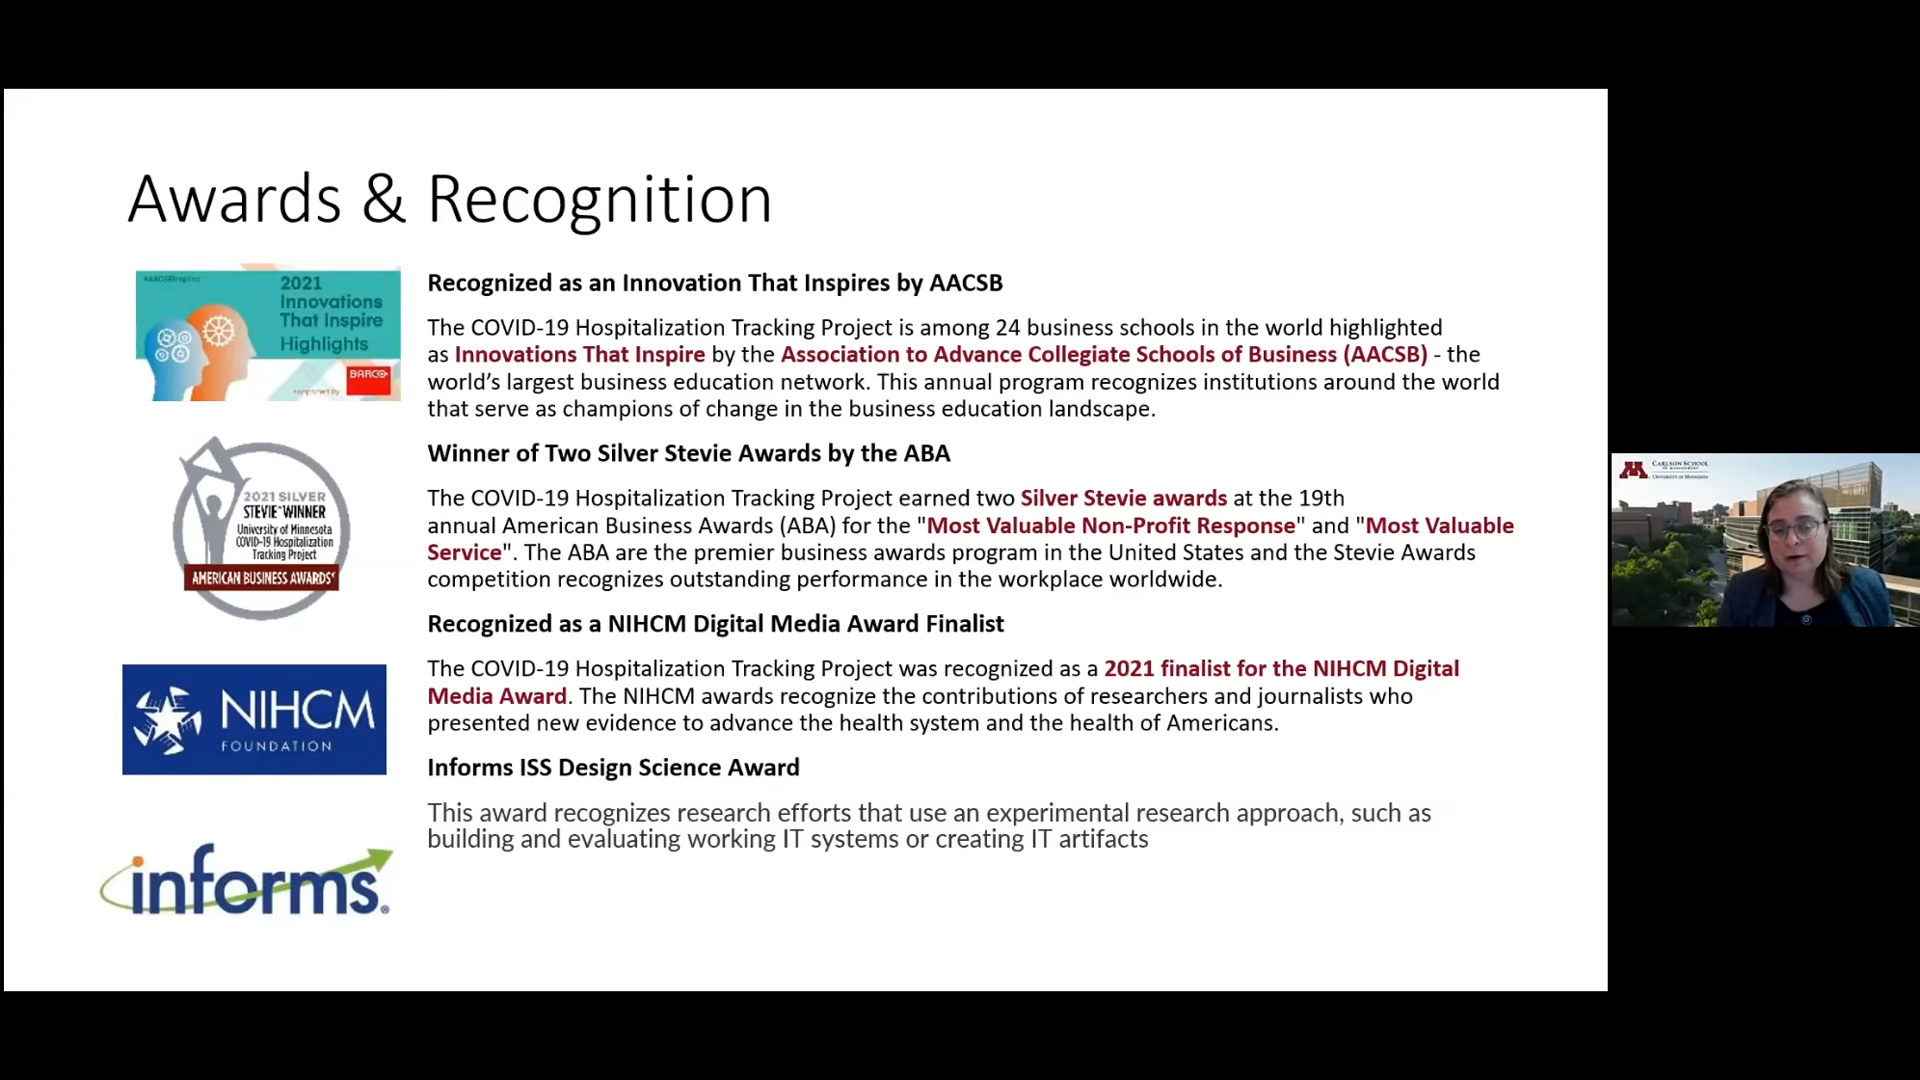 Awards & Recognition
#AACSBInspires
2021
Innovations
That Inspire
Highlights
supported by
BARCO
Recognized as an Innovation That Inspires by AACSB
The COVID-19 Hospitalization Tracking Project is among 24 business schools in the world highlighted
as Innovations That Inspire by the Association to Advance Collegiate Schools of Business (AACSB) - the
world's largest business education network. This annual program recognizes institutions around the world
that serve as champions of change in the business education landscape.
2021 SILVER
STEVIE WINNER
University of Minnesota
COVID-19 Hospitalization
Tracking Project
AMERICAN BUSINESS AWARDS
Winner of Two Silver Stevie Awards by the ABA
The COVID-19 Hospitalization Tracking Project earned two Silver Stevie awards at the 19th
annual American Business Awards (ABA) for the "Most Valuable Non-Profit Response" and "Most Valuable
Service". The ABA are the premier business awards program in the United States and the Stevie Awards
competition recognizes outstanding performance in the workplace worldwide.
NIHCM
FOUNDATION
Recognized as a NIHCM Digital Media Award Finalist
The COVID-19 Hospitalization Tracking Project was recognized as a 2021 finalist for the NIHCM Digital
Media Award. The NIHCM awards recognize the contributions of researchers and journalists who
presented new evidence to advance the health system and the health of Americans.
Informs ISS Design Science Award
This award recognizes research efforts that use an experimental research approach, such as
building and evaluating working IT systems or creating IT artifacts
informs®
M
CARLSON SCHOOL
OF MANAGEMENT
UNIVERSITY OF MINNESOTA